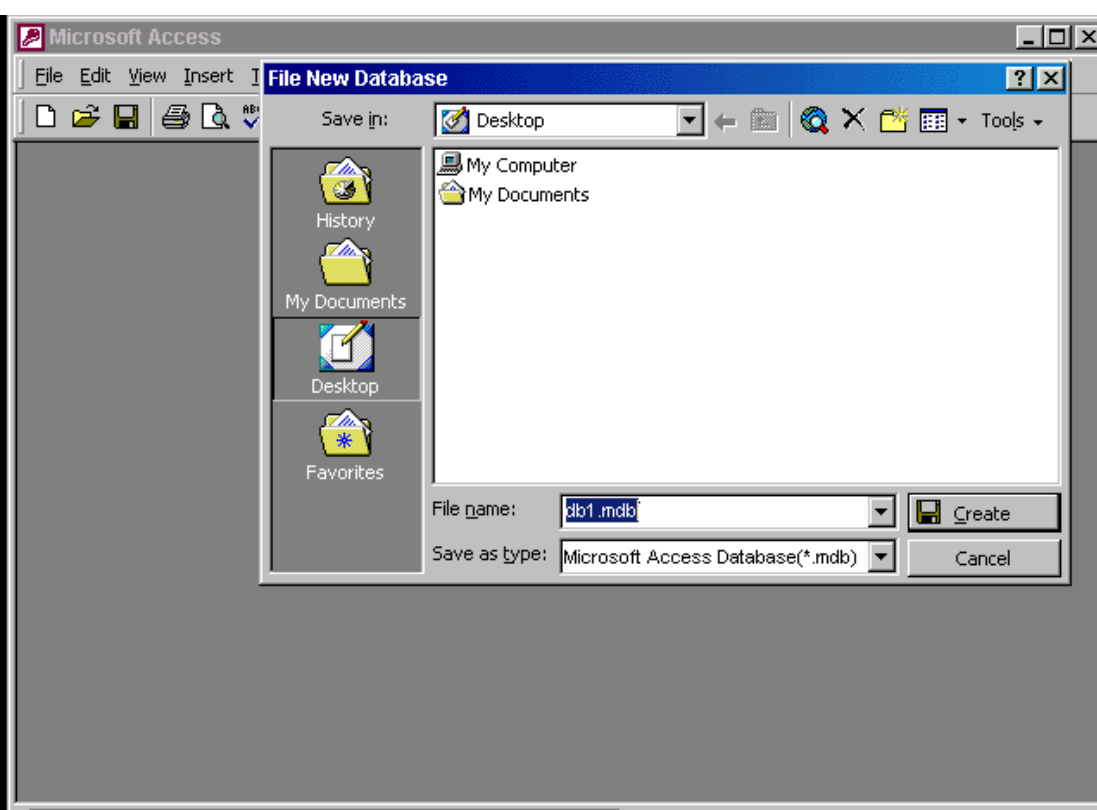 Microsoft Access
File Edit View Insert
File New Database
Save in:
Desktop
Tools
My Computer
My Documents
History
My Documents
Desktop
Favorites
File name:
db1.mdb
Create
Save as type:
Microsoft Access Database(*.mdb)
Cancel